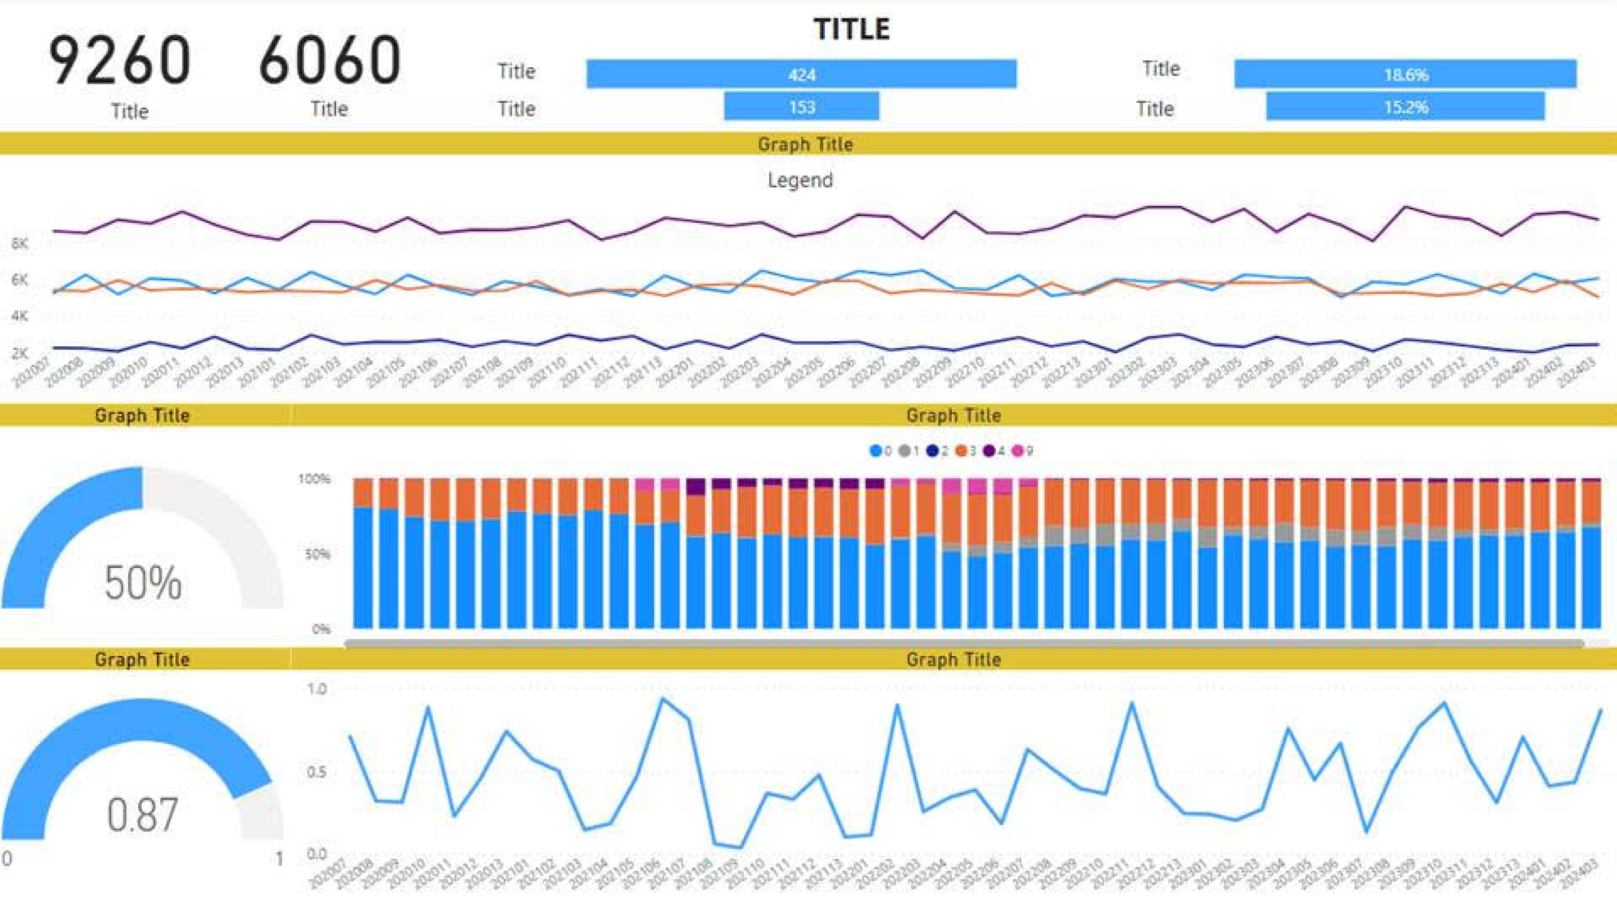 TITLE
9260
6060
Title
Title
Title 424
Title 153
Title 18.6%
Title 15.2%
Graph Title
Legend
8K
6K
4K
2K
202007 202008 202009 202010 202011 202012 202013 202101 202102 202103 202104 202105 202106 202107 202108 202109 202110 202111 202112 202113 202201 202202 202203 202204 202205 202206 202207 202208 202209 202210 202211 202212 202213 202301 202302 202303 202304 202305 202306 202307 202308 202309 202310 202311 202312 202313 202401 202402 202403
Graph Title
50%
Graph Title
0 1 2 3 4 9
100%
50%
0%
Graph Title
0.87
0 1
Graph Title
1.0
0.5
0.0
202007 202008 202009 202010 202011 202012 202013 202101 202102 202103 202104 202105 202106 202107 202108 202109 202110 202111 202112 202113 202201 202202 202203 202204 202205 202206 202207 202208 202209 202210 202211 202212 202213 202301 202302 202303 202304 202305 202306 202307 202308 202309 202310 202311 202312 202313 202401 202402 202403